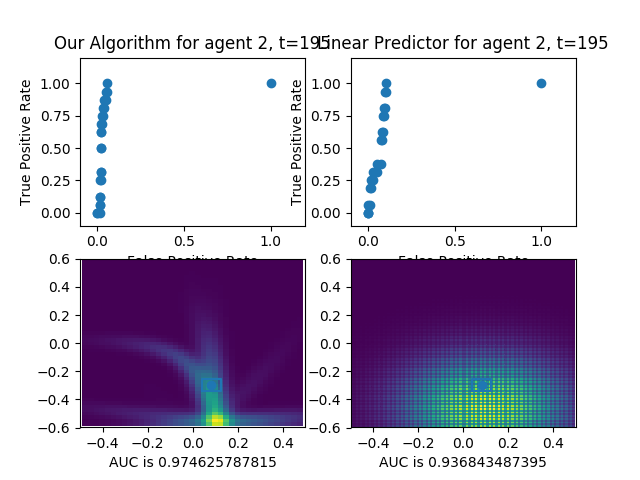 Our Algorithm for agent 2, t=195
Linear Predictor for agent 2, t=195
True Positive Rate
1.00
0.75
0.50
0.25
0.00
0.0 0.5 1.0
False Positive Rate
True Positive Rate
1.00
0.75
0.50
0.25
0.00
0.0 0.5 1.0
False Positive Rate
0.6
0.4
0.2
0.0
−0.2
−0.4
−0.6
−0.4 −0.2 0.0 0.2 0.4
AUC is 0.974625787815
0.6
0.4
0.2
0.0
−0.2
−0.4
−0.6
−0.4 −0.2 0.0 0.2 0.4
AUC is 0.936843487395